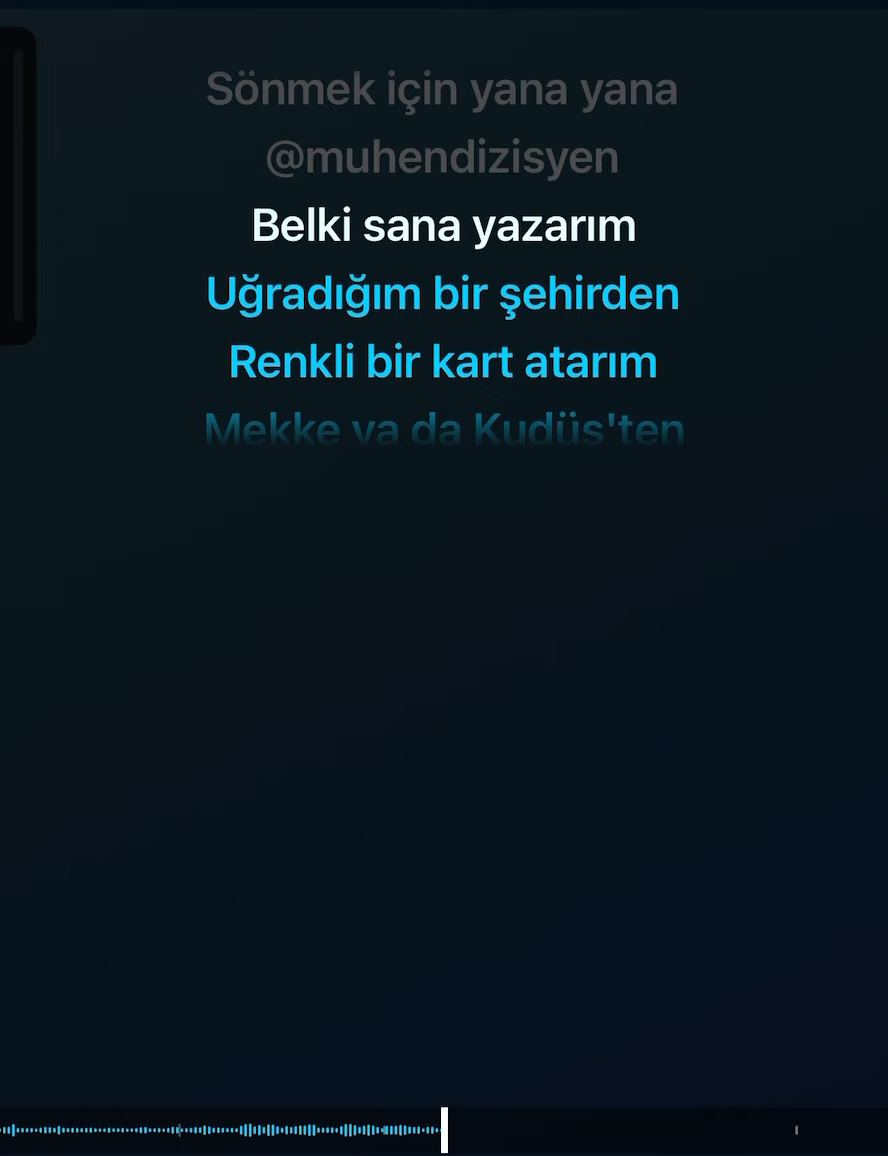 Sönmek için yana yana
@muhendizisyen
Belki sana yazarım
Uğradığım bir şehirden
Renkli bir kart atarım
Mekke ya da Kudüs'ten